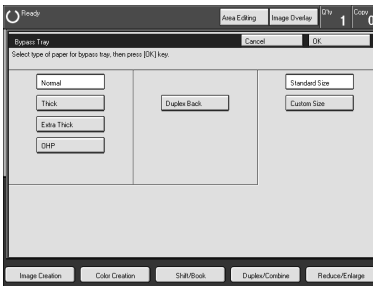 Ready
Area Editing
Image Overlay
Q'ty 1
Copy 0
Bypass Tray
Cancel
OK
Select type of paper for bypass tray, then press [OK] key.
Normal
Standard Size
Thick
Duplex Back
Custom Size
Extra Thick
OHP
Image Creation
Color Creation
Shift/Book
Duplex/Combine
Reduce/Enlarge